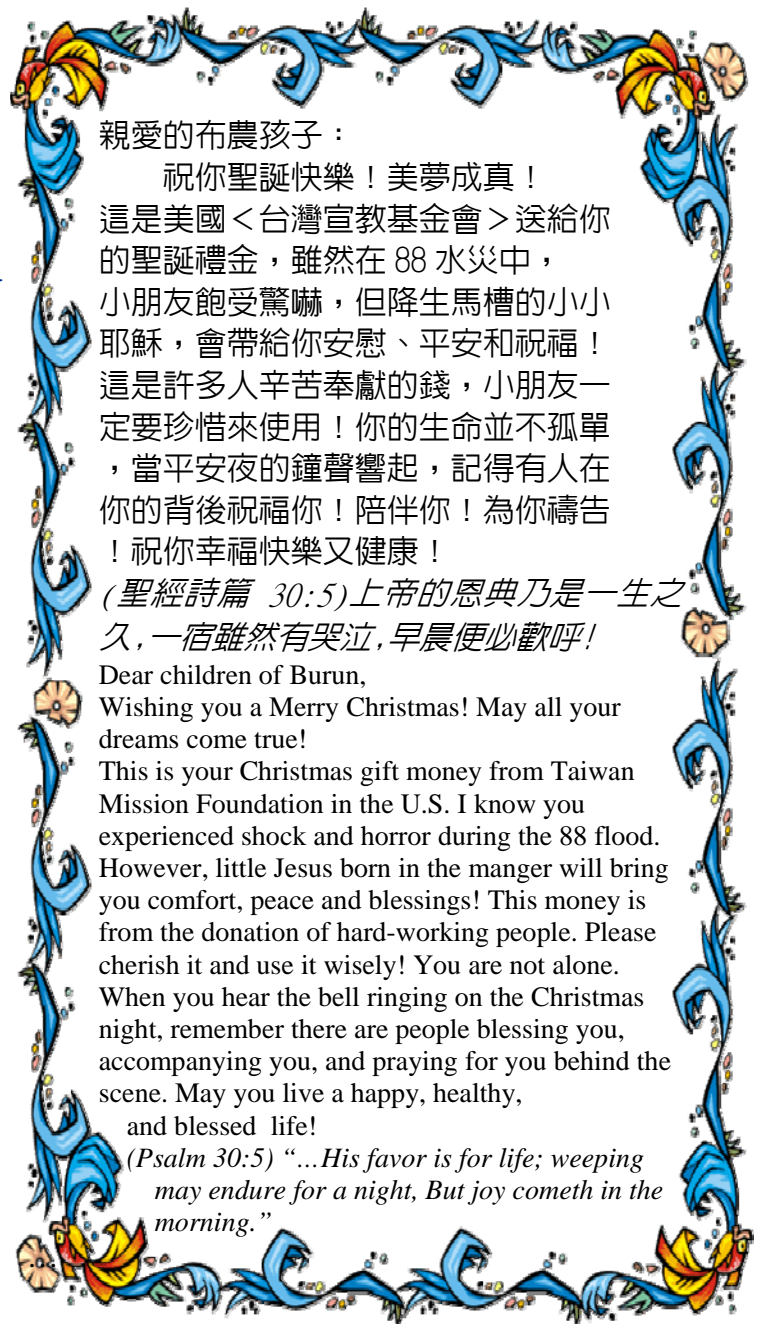 親愛的布農孩子：
祝你聖誕快樂！美夢成真！
這是美國＜台灣宣教基金會＞送給你
的聖誕禮金，雖然在 88 水災中，
小朋友飽受驚嚇，但降生馬槽的小小
耶穌，會帶給你安慰、平安和祝福！
這是許多人辛苦奉獻的錢，小朋友一
定要珍惜來使用！你的生命並不孤單
，當平安夜的鐘聲響起，記得有人在
你的背後祝福你！陪伴你！為你禱告
！祝你幸福快樂又健康！
(聖經詩篇 30:5)上帝的恩典乃是一生之
久，一宿雖然有哭泣，早晨便必歡呼!
Dear children of Burun,
Wishing you a Merry Christmas! May all your
dreams come true!
This is your Christmas gift money from Taiwan
Mission Foundation in the U.S. I know you
experienced shock and horror during the 88 flood.
However, little Jesus born in the manger will bring
you comfort, peace and blessings! This money is
from the donation of hard-working people. Please
cherish it and use it wisely! You are not alone.
When you hear the bell ringing on the Christmas
night, remember there are people blessing you,
accompanying you, and praying for you behind the
scene. May you live a happy, healthy,
and blessed life!
(Psalm 30:5) “…His favor is for life; weeping
may endure for a night, But joy cometh in the
morning.”